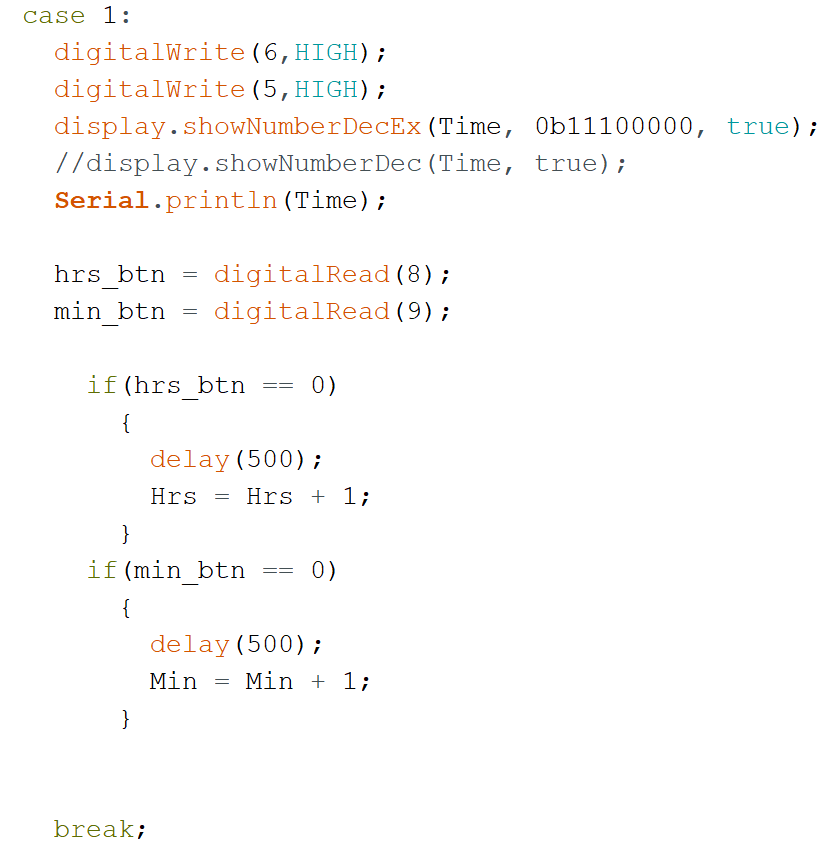 case 1:
  digitalWrite(6,HIGH);
  digitalWrite(5,HIGH);
  display.showNumberDecEx(Time, 0b11100000, true);
  //display.showNumberDec(Time, true);
  Serial.println(Time);

  hrs_btn = digitalRead(8);
  min_btn = digitalRead(9);

    if(hrs_btn == 0)
      {
        delay(500);
        Hrs = Hrs + 1;
      }
    if(min_btn == 0)
      {
        delay(500);
        Min = Min + 1;
      }


  break;